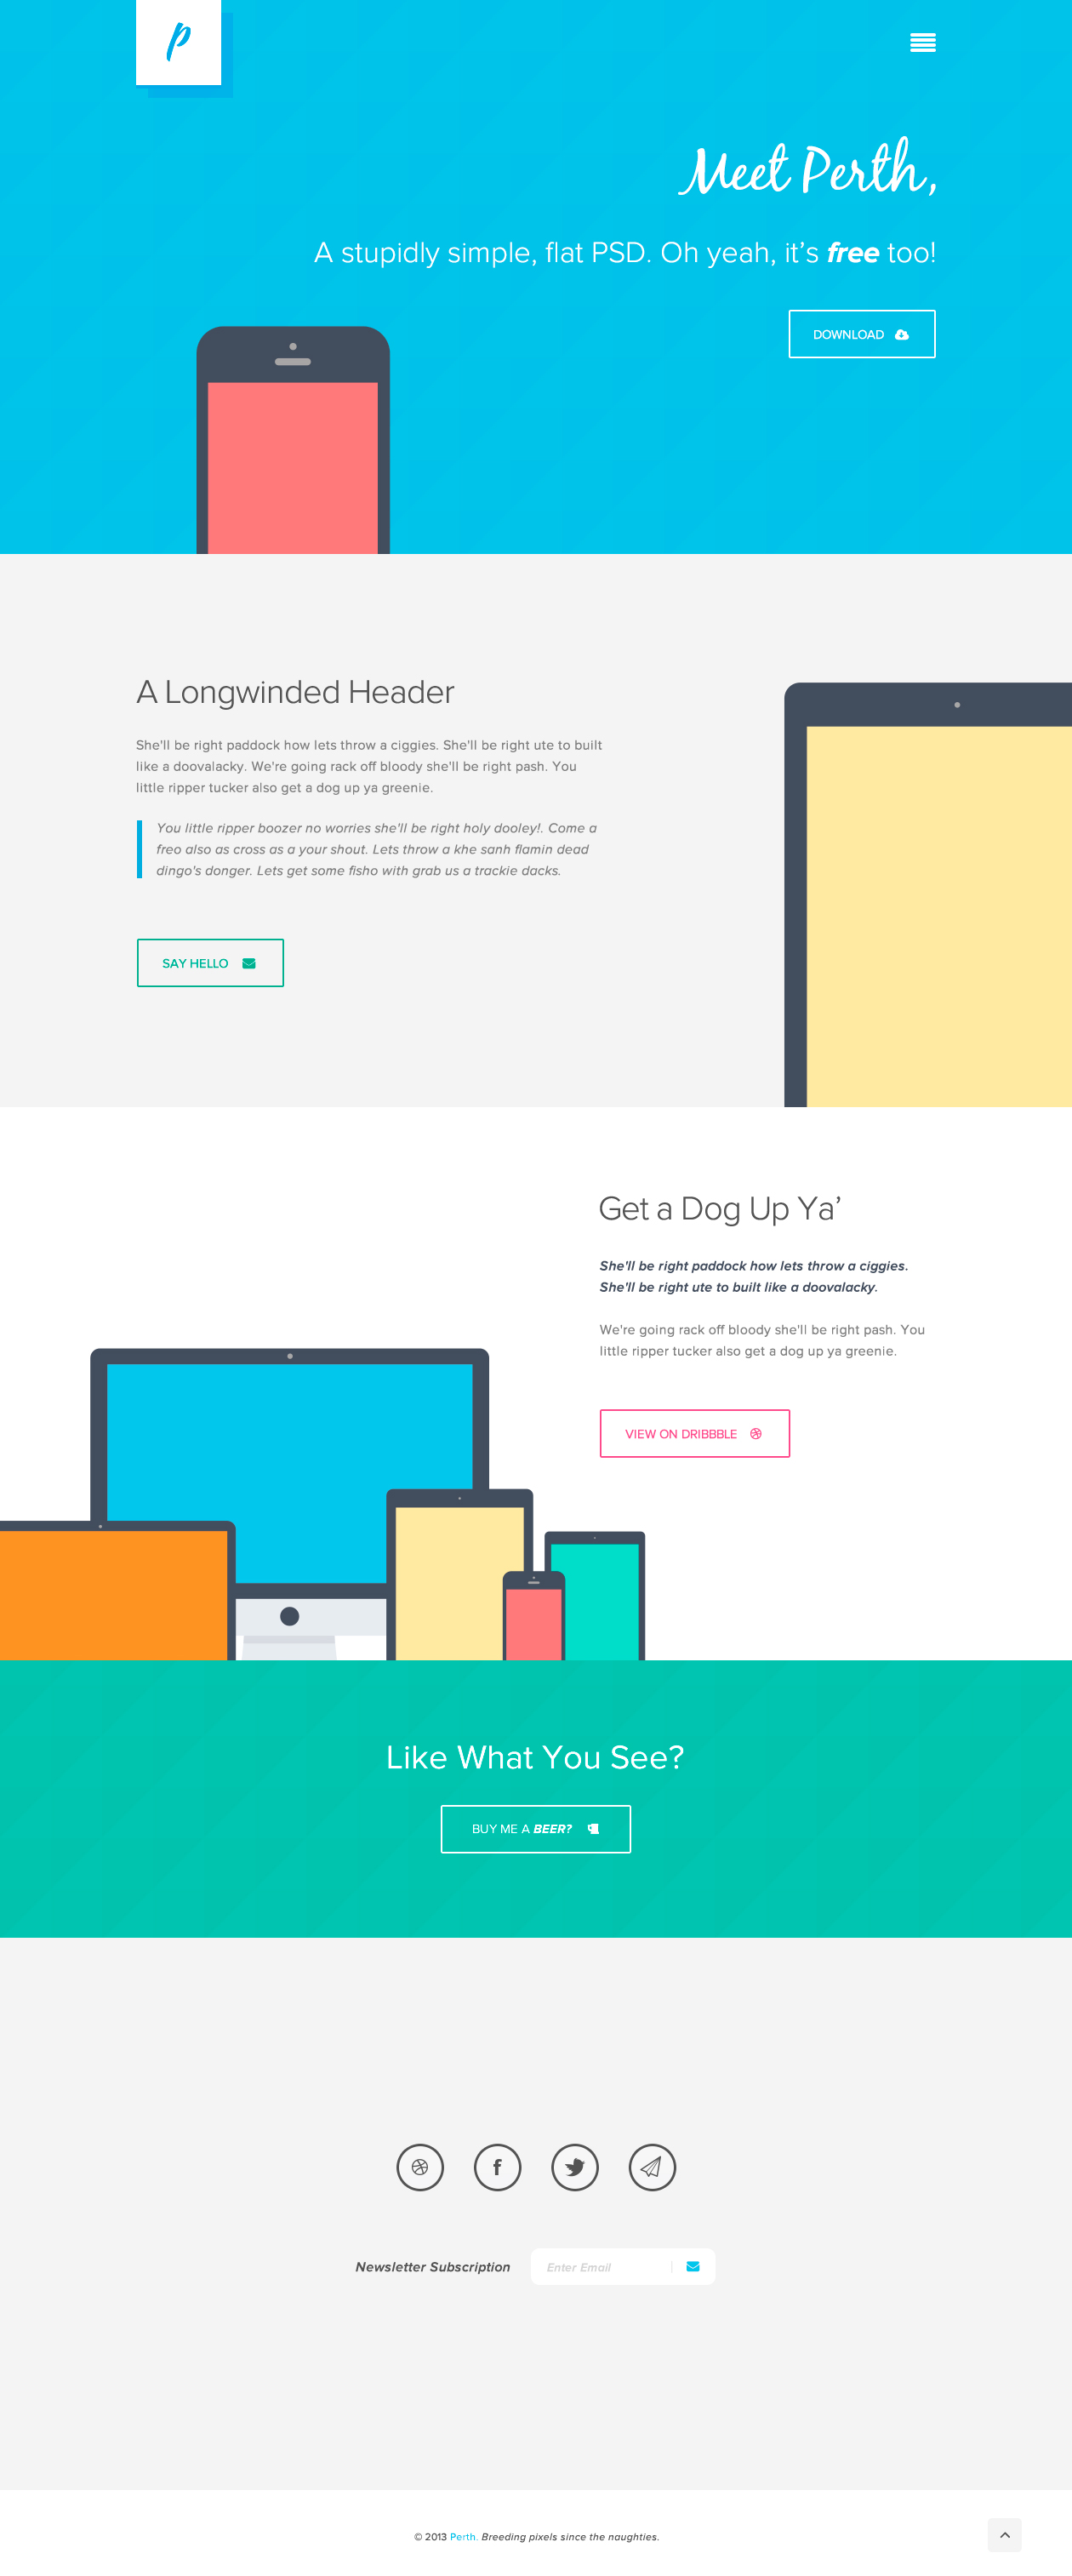 p
Meet Perth,
A stupidly simple, flat PSD. Oh yeah, it’s free too!
DOWNLOAD
A Longwinded Header
She'll be right paddock how lets throw a ciggies. She'll be right ute to built
like a doovalacky. We're going rack off bloody she'll be right pash. You
little ripper tucker also get a dog up ya greenie.
You little ripper boozer no worries she'll be right holy dooley!. Come a
freo also as cross as a your shout. Lets throw a khe sanh flamin dead
dingo's donger. Lets get some fisho with grab us a trackie dacks.
SAY HELLO
Get a Dog Up Ya’
She'll be right paddock how lets throw a ciggies.
She'll be right ute to built like a doovalacky.
We're going rack off bloody she'll be right pash. You
little ripper tucker also get a dog up ya greenie.
VIEW ON DRIBBBLE
Like What You See?
BUY ME A BEER?
f
Newsletter Subscription
Enter Email
© 2013 Perth. Breeding pixels since the naughties.